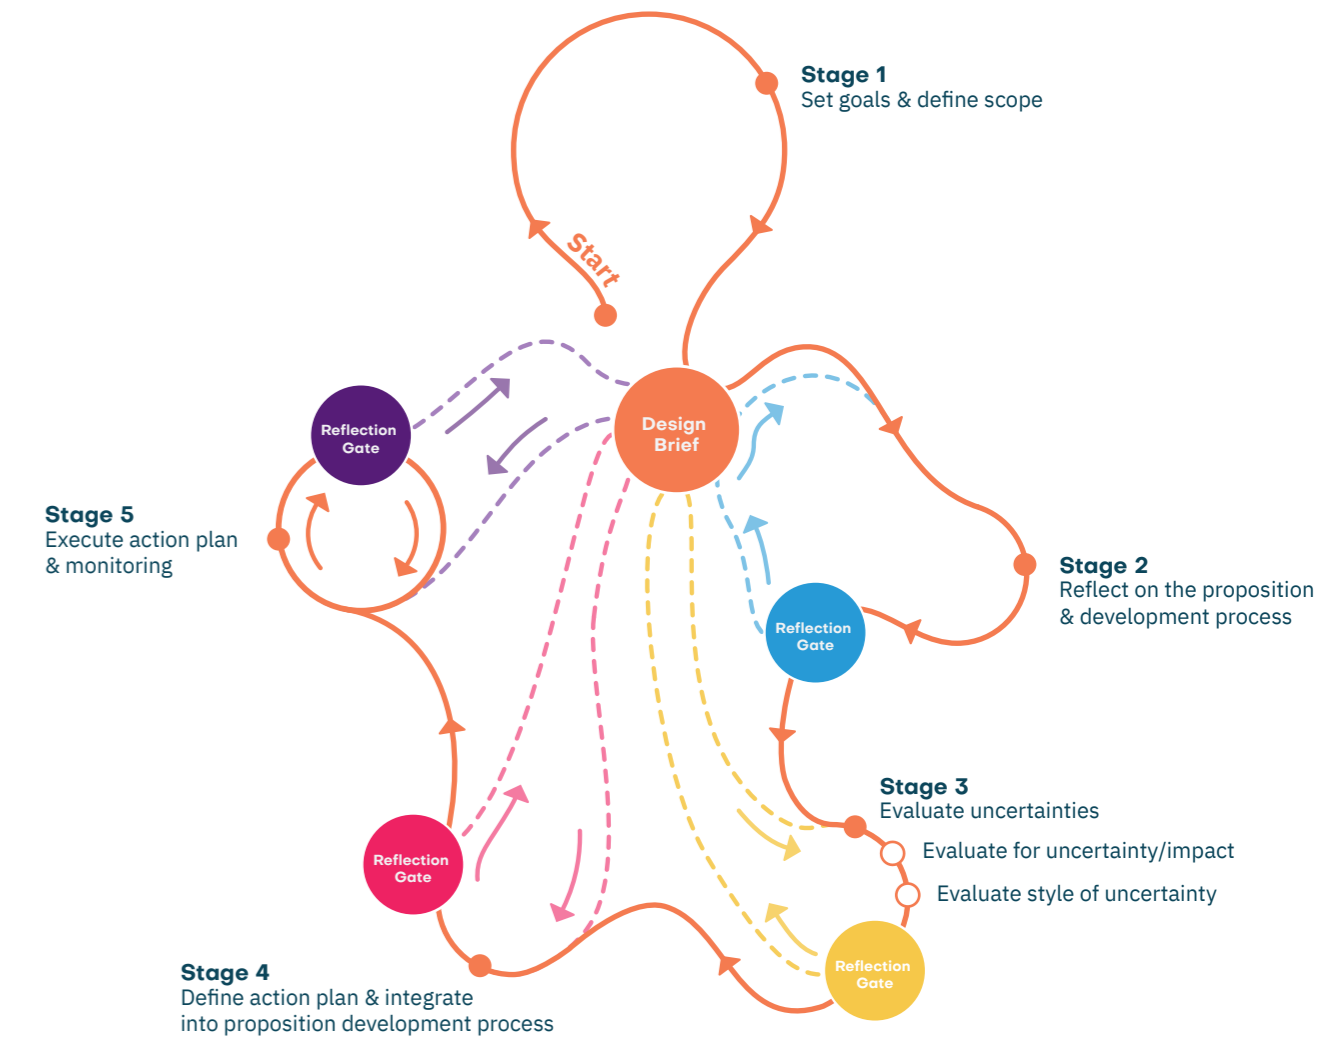 Stage 1
Set goals & define scope
Start
Design
Brief
Reflection
Gate
Stage 5
Execute action plan
& monitoring
Stage 2
Reflect on the proposition
& development process
Reflection
Gate
Stage 3
Evaluate uncertainties
Evaluate for uncertainty/impact
Evaluate style of uncertainty
Reflection
Gate
Reflection
Gate
Stage 4
Define action plan & integrate
into proposition development process